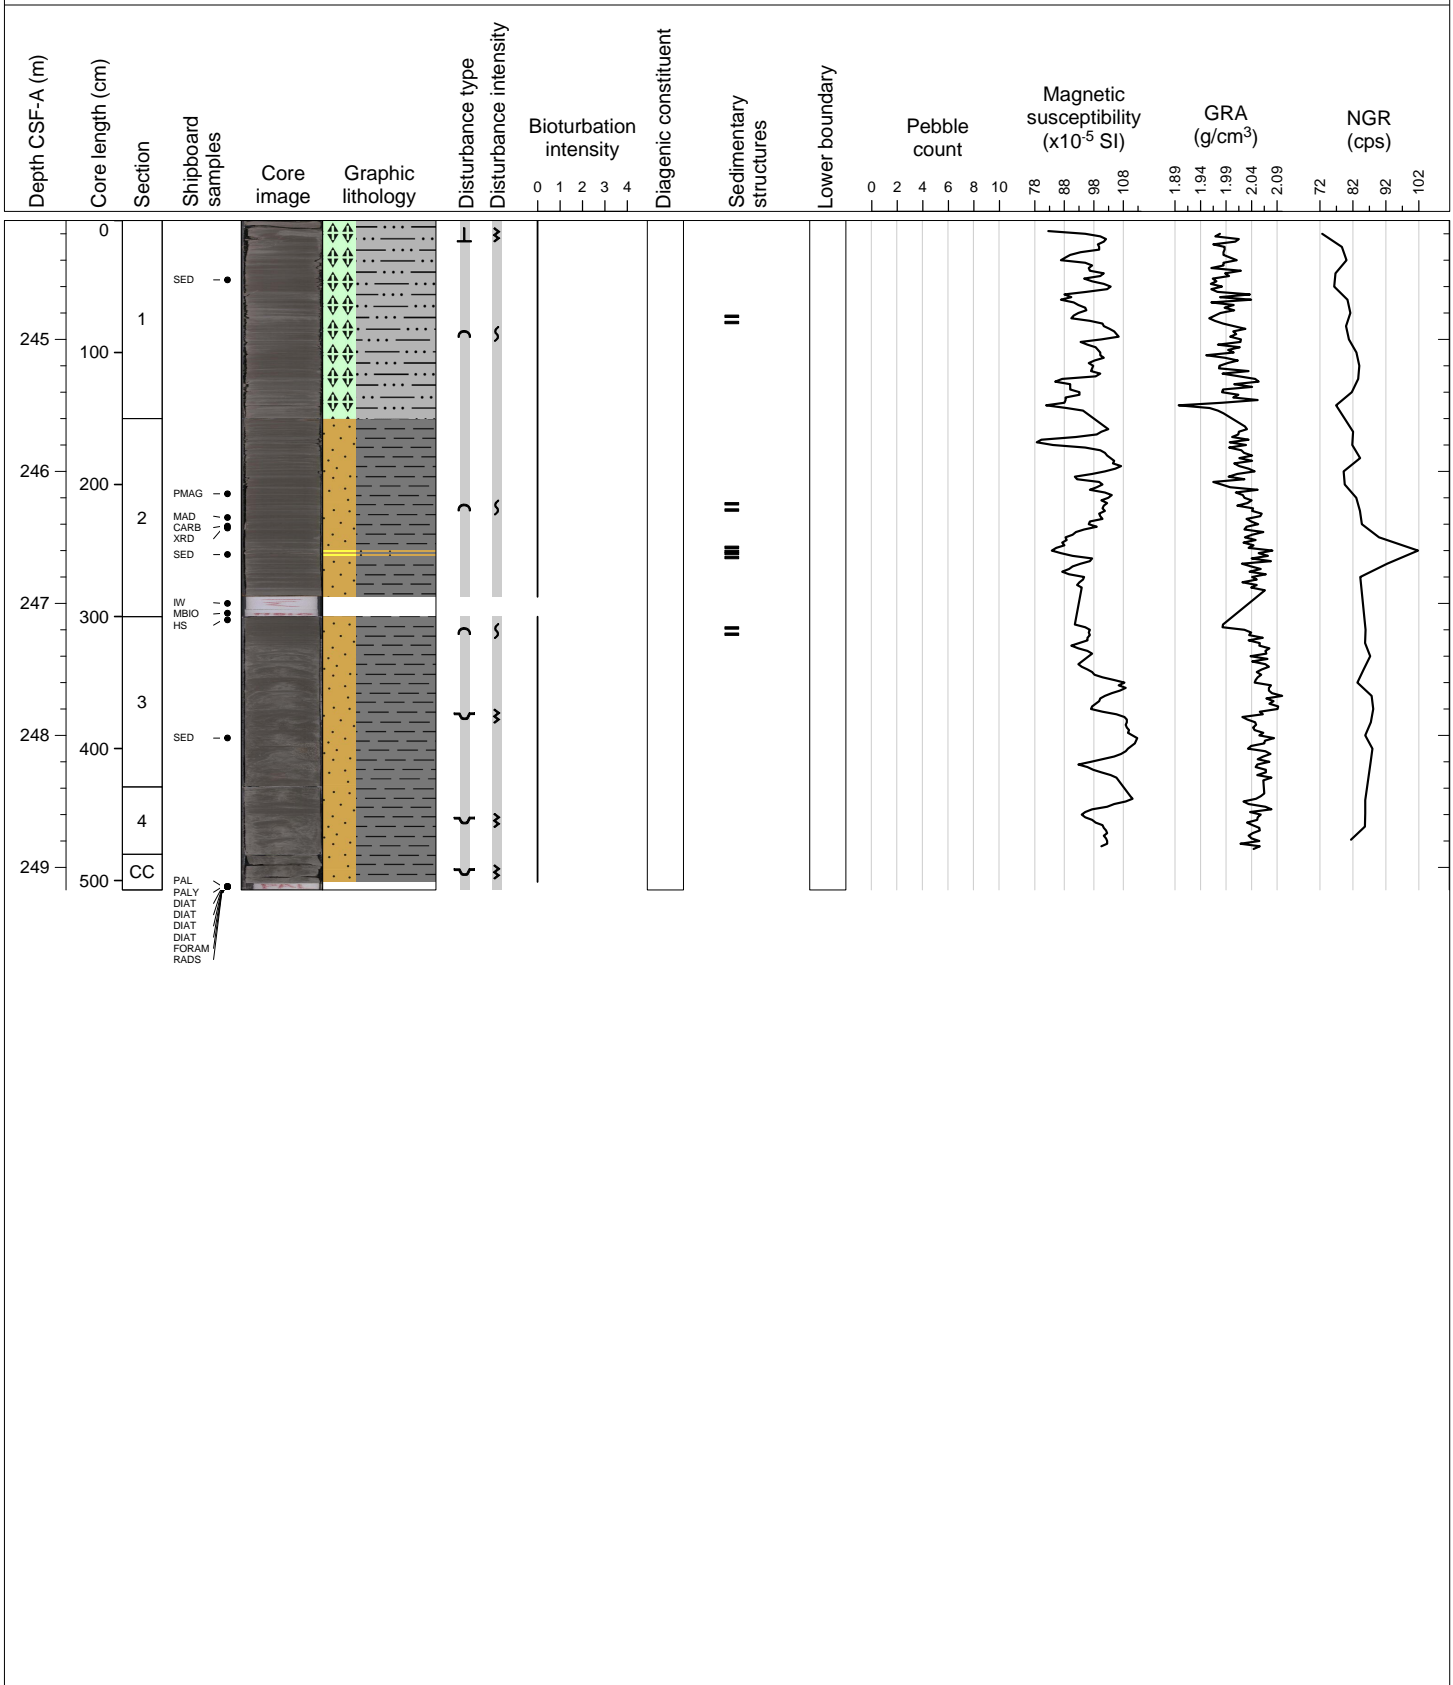 Depth CSF-A (m)
Core length (cm)
Section
Shipboard
samples
Core
image
Graphic
lithology
Disturbance type
Disturbance intensity
Bioturbation
intensity
0 1 2 3 4
Diagenic constituent
Sedimentary
structures
Lower boundary
Pebble
count
0 2 4 6 8 10
Magnetic
susceptibility
(x10-5 SI)
78 88 98 108
GRA
(g/cm3)
1.89 1.94 1.99 2.04 2.09
NGR
(cps)
72 82 92 102
0
SED
1
245
100
246
200
PMAG
MAD
2
CARB
XRD
SED
247
IW
MBIO
300
HS
3
248
SED
400
4
249
CC
500
PAL
PALY
DIAT
DIAT
DIAT
DIAT
FORAM
RADS